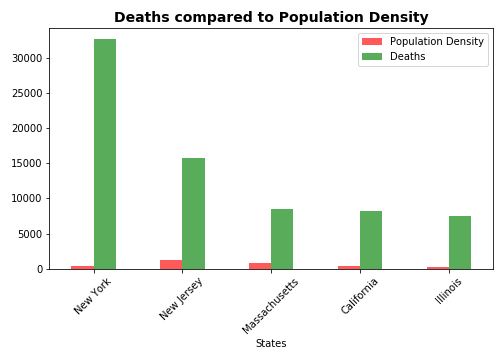 Deaths compared to Population Density
Population Density
Deaths
30000
25000
20000
15000
10000
5000
0
New York
New Jersey
Massachusetts
California
Illinois
States